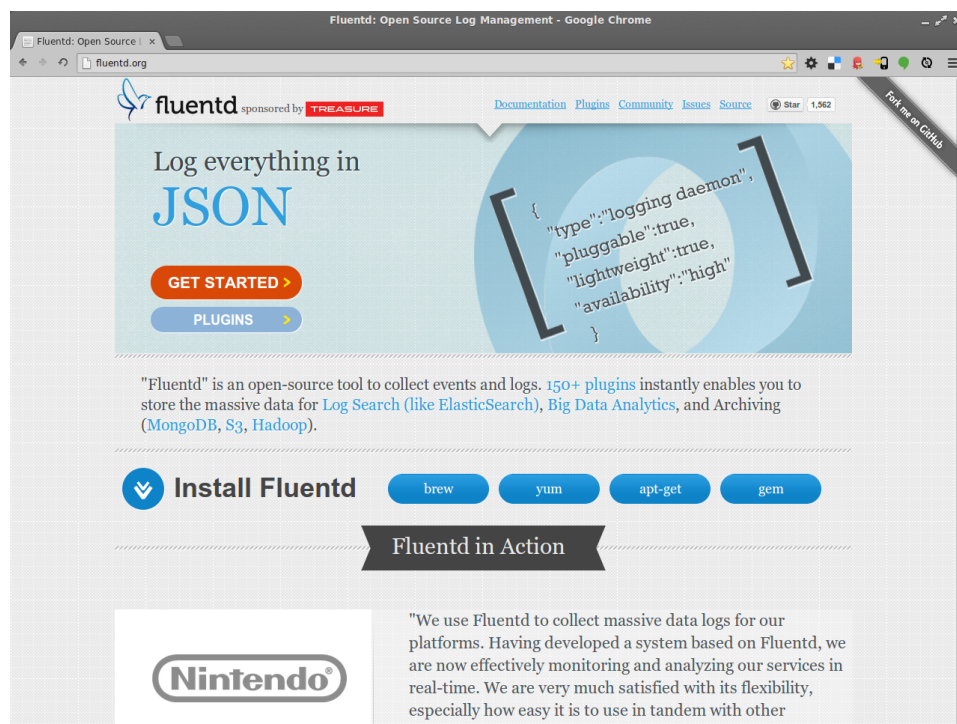 Fluentd: Open Source Log Management - Google Chrome
Fluentd: Open Source L
fluentd.org
fluentd sponsored by TREASURE
Documentation Plugins Community Issues Source Star 1,562
Fork me on GitHub
Log everything in
JSON
GET STARTED >
PLUGINS >
{
"type":"logging daemon",
"pluggable":true,
"lightweight":true,
"availability":"high"
}
"Fluentd" is an open-source tool to collect events and logs. 150+ plugins instantly enables you to
store the massive data for Log Search (like ElasticSearch), Big Data Analytics, and Archiving
(MongoDB, S3, Hadoop).
Install Fluentd brew yum apt-get gem
Fluentd in Action
Nintendo®
"We use Fluentd to collect massive data logs for our
platforms. Having developed a system based on Fluentd, we
are now effectively monitoring and analyzing our services in
real-time. We are very much satisfied with its flexibility,
especially how easy it is to use in tandem with other